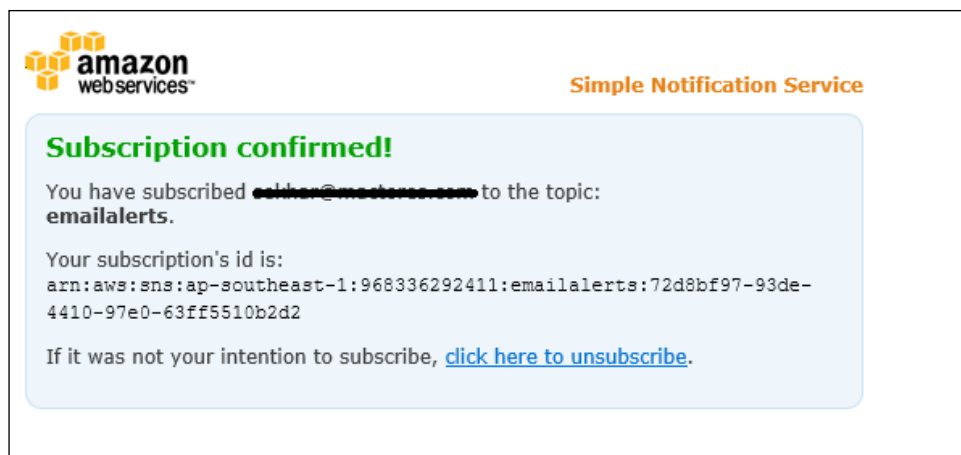 amazon
webservices™
Simple Notification Service
Subscription confirmed!
You have subscribed to the topic:
emailalerts.
Your subscription's id is:
arn:aws:sns:ap-southeast-1:968336292411:emailalerts:72d8bf97-93de-
4410-97e0-63ff5510b2d2
If it was not your intention to subscribe, click here to unsubscribe.